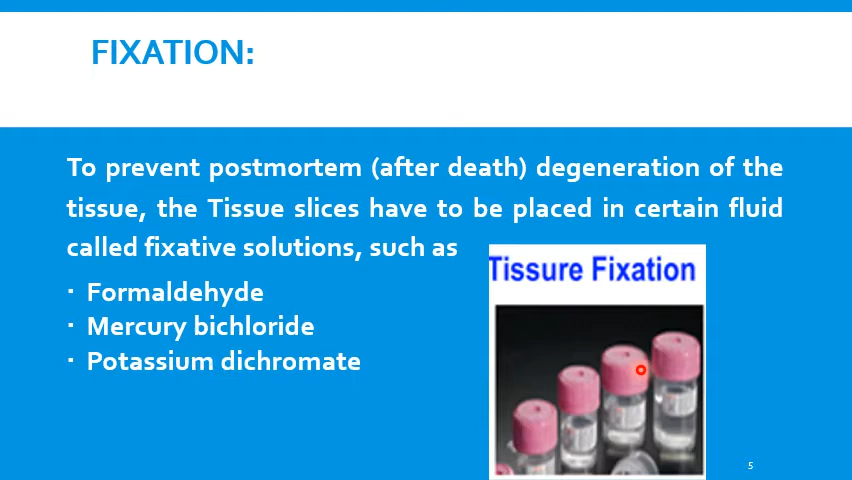 FIXATION:
To prevent postmortem (after death) degeneration of the
tissue, the Tissue slices have to be placed in certain fluid
called fixative solutions, such as
Tissure Fixation
▪ Formaldehyde
▪ Mercury bichloride
▪ Potassium dichromate
5